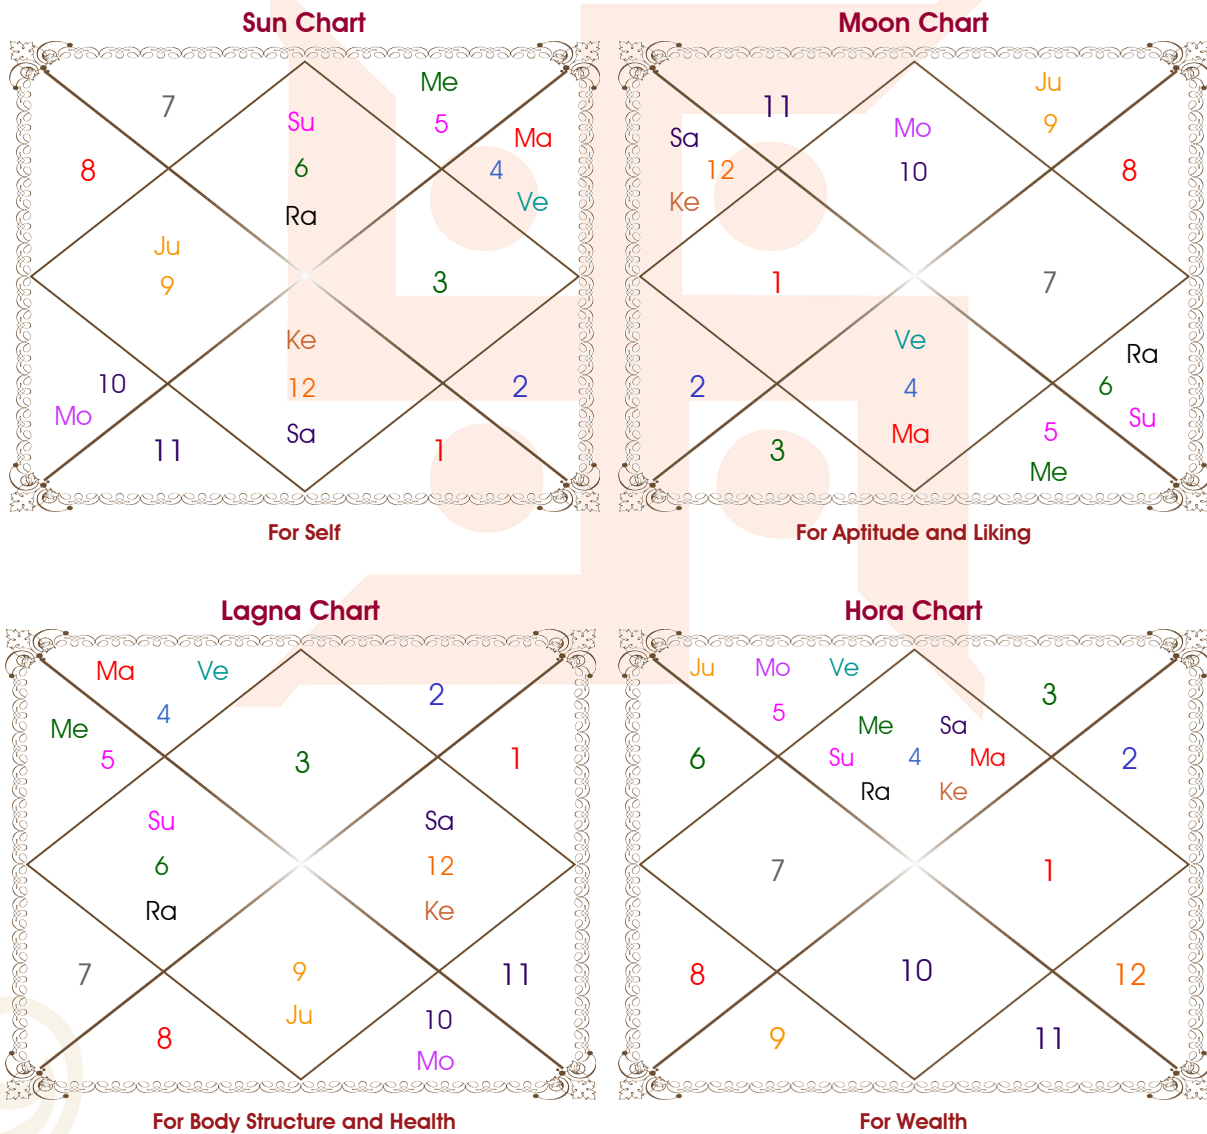 Sun Chart
7
Me
5
Su
6
Ra
8
Ma
4
Ve
Ju
9
3
Ke
12
Sa
10
Mo
11
2
1
For Self
Moon Chart
11
Ju
9
Mo
10
Sa
12
Ke
8
1
7
Ve
4
Ma
2
3
Ra
6
Su
5
Me
For Aptitude and Liking
Lagna Chart
Ma Ve
4
2
Me
5
3
1
Su
6
Ra
Sa
12
Ke
7
9
Ju
11
8
10
Mo
For Body Structure and Health
Hora Chart
Ju Mo Ve
5
3
Me Sa
Su 4 Ma
Ra Ke
6
2
7
1
8
10
12
9
11
For Wealth